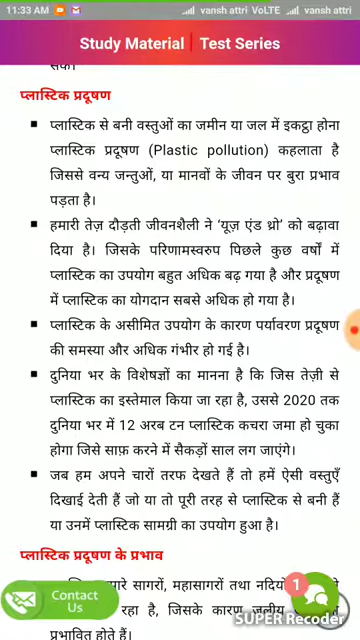 11:33 AM vansh attri VoLTE vansh attri
Study Material Test Series
सके।
प्लास्टिक प्रदूषण
प्लास्टिक से बनी वस्तुओं का जमीन या जल में इकट्ठा होना
प्लास्टिक प्रदूषण (Plastic pollution) कहलाता है
जिससे वन्य जन्तुओं, या मानवों के जीवन पर बुरा प्रभाव
पड़ता है।
हमारी तेज़ दौड़ती जीवनशैली ने ‘यूज़ एंड थ्रो’ को बढ़ावा
दिया है। जिसके परिणामस्वरुप पिछले कुछ वर्षों में
प्लास्टिक का उपयोग बहुत अधिक बढ़ गया है और प्रदूषण
में प्लास्टिक का योगदान सबसे अधिक हो गया है।
प्लास्टिक के असीमित उपयोग के कारण पर्यावरण प्रदूषण
की समस्या और अधिक गंभीर हो गई है।
दुनिया भर के विशेषज्ञों का मानना है कि जिस तेज़ी से
प्लास्टिक का इस्तेमाल किया जा रहा है, उससे 2020 तक
दुनिया भर में 12 अरब टन प्लास्टिक कचरा जमा हो चुका
होगा जिसे साफ़ करने में सैकड़ों साल लग जाएंगे।
जब हम अपने चारों तरफ देखते हैं तो हमें ऐसी वस्तुएँ
दिखाई देती हैं जो या तो पूरी तरह से प्लास्टिक से बनी हैं
या उनमें प्लास्टिक सामग्री का उपयोग हुआ है।
प्लास्टिक प्रदूषण के प्रभाव
सागरों, महासागरों तथा
रहा है, जिसके कारण जलीय
प्रभावित होते हैं।
Contact
Us
1
SUPER Recorder